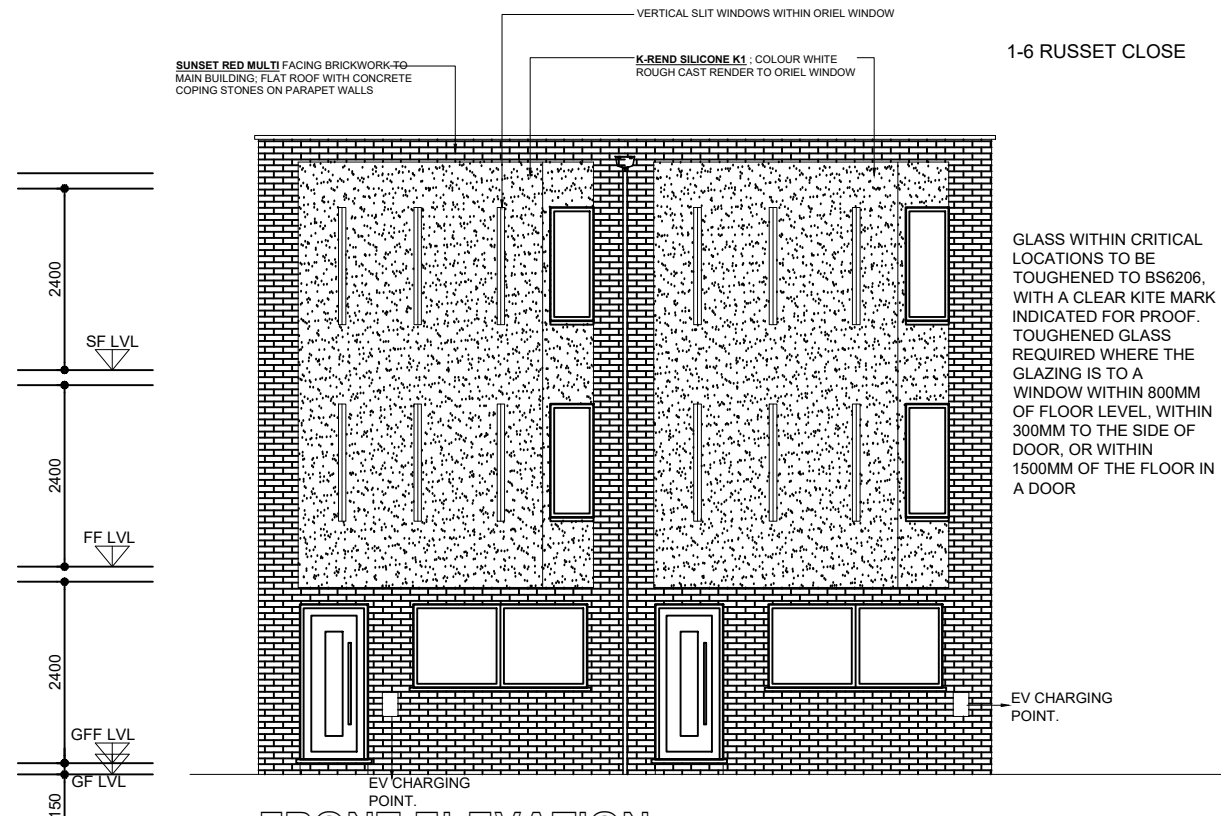 VERTICAL SLIT WINDOWS WITHIN ORIEL WINDOW
1-6 RUSSET CLOSE
SUNSET RED MULTI FACING BRICKWORK TO
MAIN BUILDING; FLAT ROOF WITH CONCRETE
COPING STONES ON PARAPET WALLS
K-REND SILICONE K1 ; COLOUR WHITE
ROUGH CAST RENDER TO ORIEL WINDOW
GLASS WITHIN CRITICAL
LOCATIONS TO BE
TOUGHENED TO BS6206,
WITH A CLEAR KITE MARK
INDICATED FOR PROOF.
TOUGHENED GLASS
REQUIRED WHERE THE
GLAZING IS TO A
WINDOW WITHIN 800MM
OF FLOOR LEVEL, WITHIN
300MM TO THE SIDE OF
DOOR, OR WITHIN
1500MM OF THE FLOOR IN
A DOOR
2400
SF LVL
2400
FF LVL
2400
GFF LVL
GF LVL
150
EV CHARGING
POINT.
EV CHARGING
POINT.
FRONT ELEVATION